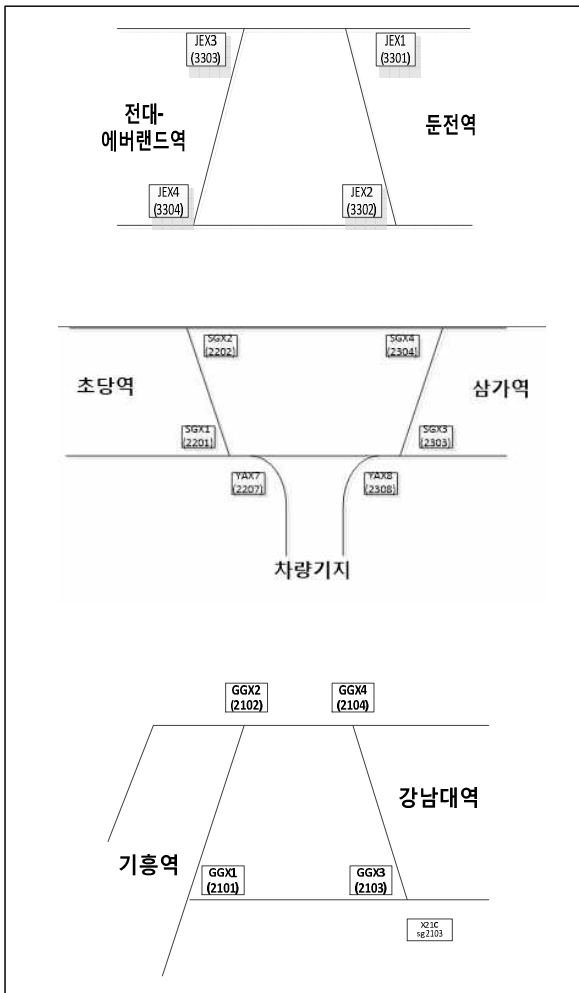 JEX3
(3303)
JEX1
(3301)
전대-
에버랜드역
둔전역
JEX4
(3304)
JEX2
(3302)
SGX2
(2202)
SGX4
(2304)
초당역
삼가역
SGX1
(2201)
SGX3
(2303)
YAX7
(2207)
YAX8
(2308)
차량기지
GGX2
(2102)
GGX4
(2104)
강남대역
기흥역
GGX1
(2101)
GGX3
(2103)
X21C
sg2103